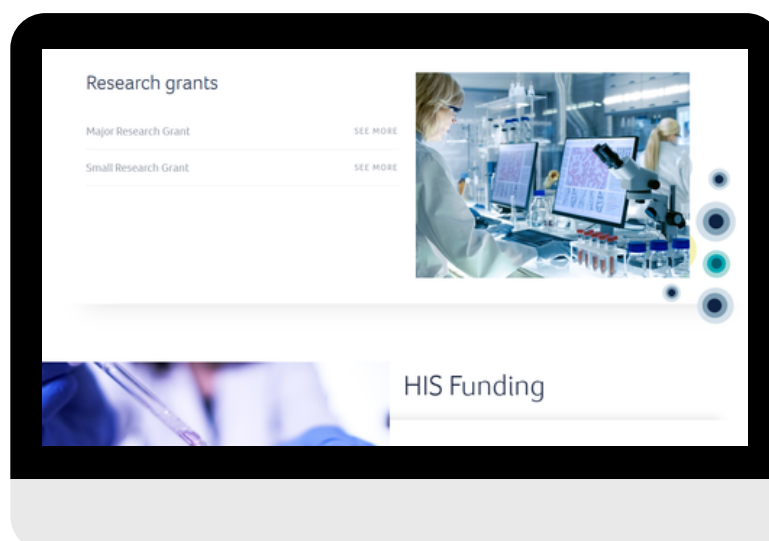 Research grants
Major Research Grant SEE MORE
Small Research Grant SEE MORE
HIS Funding